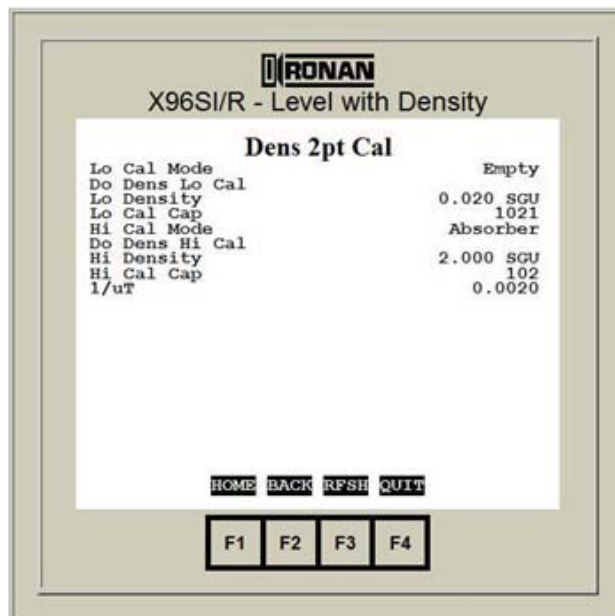 RONAN
X96SI/R - Level with Density
Dens 2pt Cal
Lo Cal Mode Empty
Do Dens Lo Cal
Lo Density 0.020 SGU
Lo Cal Cap 1021
Hi Cal Mode Absorber
Do Dens Hi Cal
Hi Density 2.000 SGU
Hi Cal Cap 102
1/uT 0.0020
HOME BACK RFSH QUIT
F1 F2 F3 F4